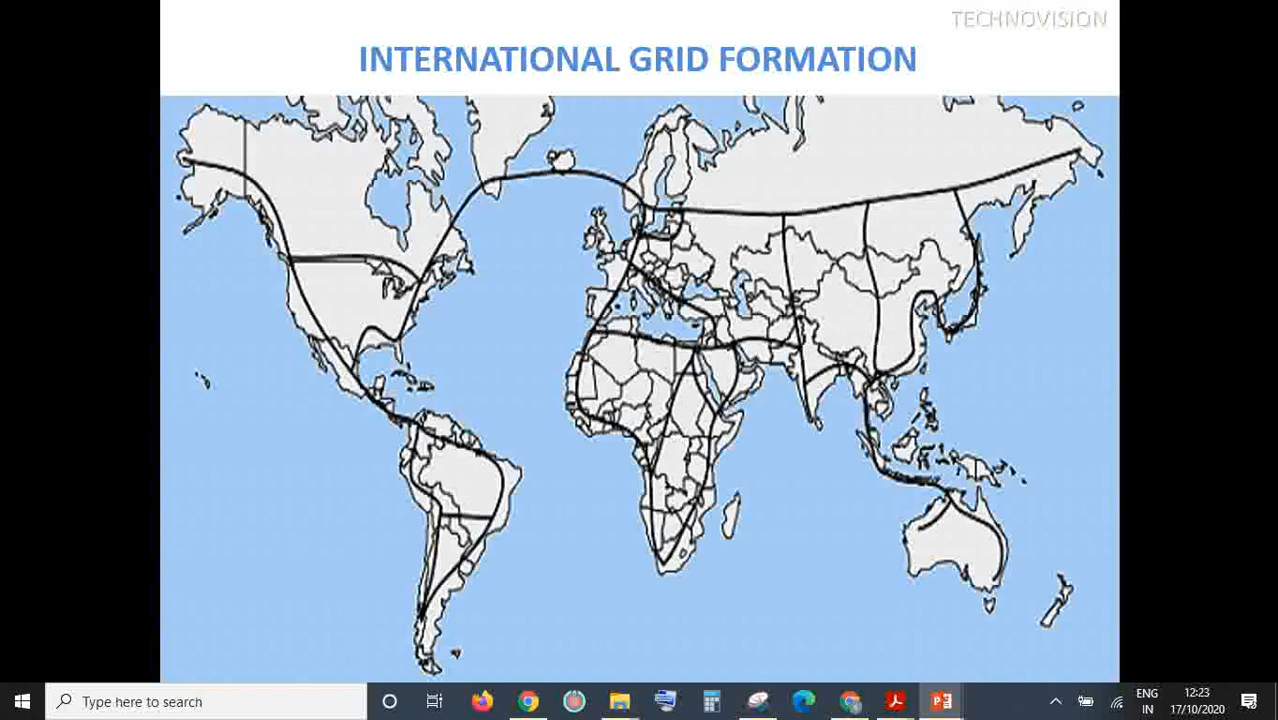 TECHNOVISION
INTERNATIONAL GRID FORMATION
Type here to search
ENG
IN
12:23
17/10/2020